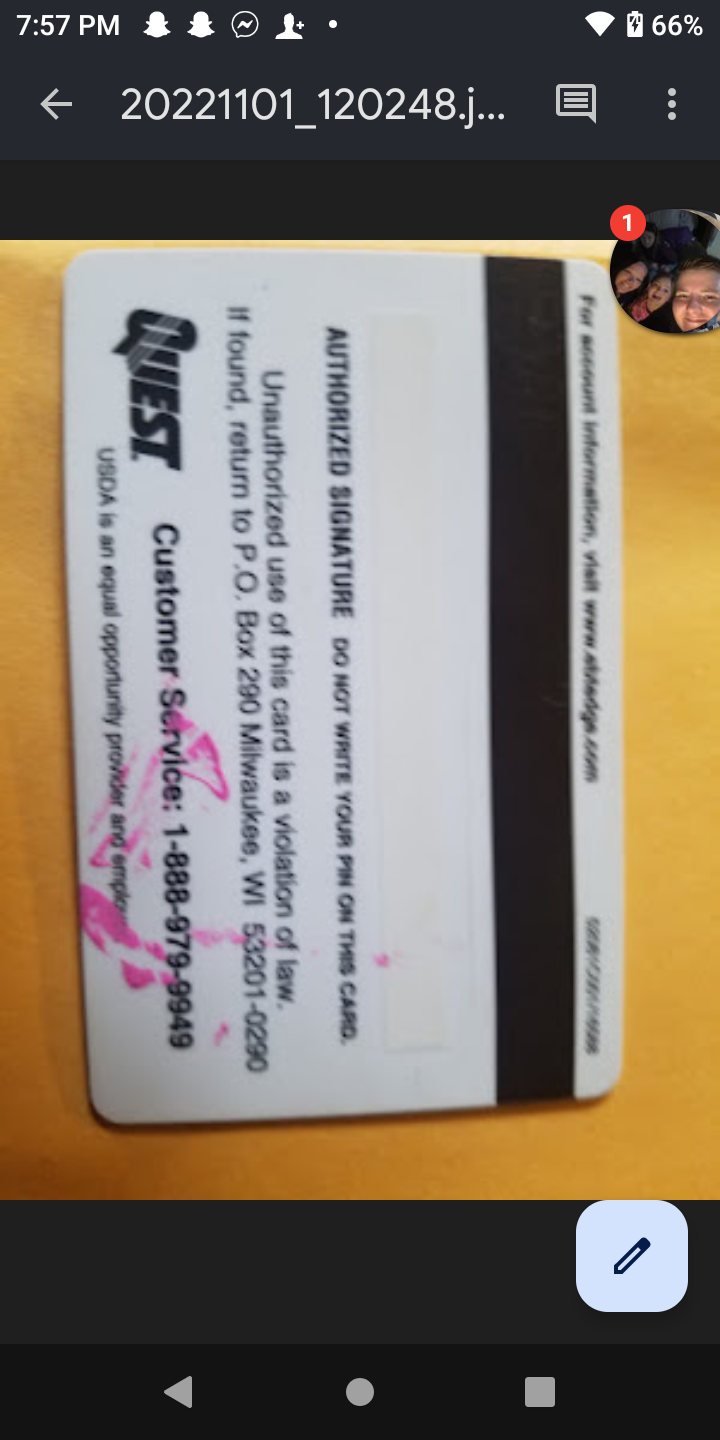 7:57 PM
66%
20221101_120248.j...
1
For account information, visit www.ebtedge.com
AUTHORIZED SIGNATURE DO NOT WRITE YOUR PIN ON THIS CARD.
Unauthorized use of this card is a violation of law.
If found, return to P.O. Box 290 Milwaukee, WI 53201-0290
QUEST
Customer Service: 1-888-979-9949
USDA is an equal opportunity provider and employer